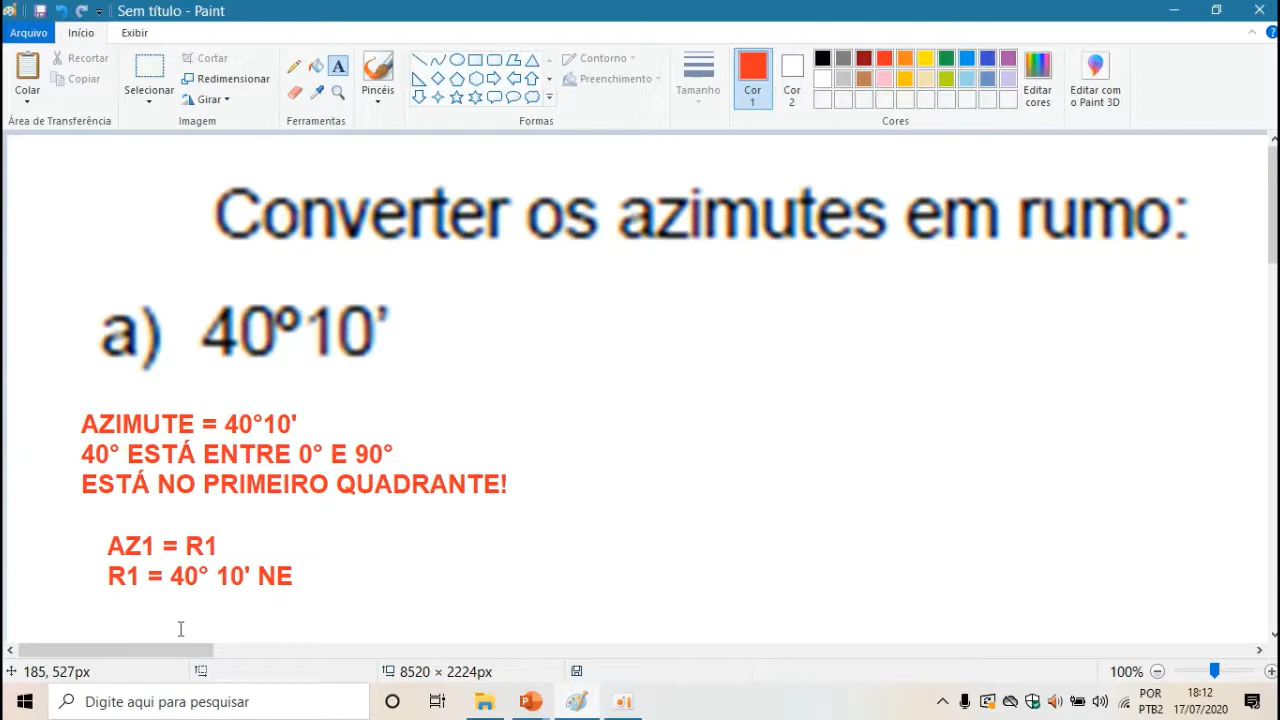 Sem título - Paint
Arquivo Início Exibir
Colar
Recortar
Copiar
Área de Transferência
Selecionar
Cortar
Redimensionar
Girar
Imagem
A
Ferramentas
Pincéis
Contorno
Preenchimento
Formas
Tamanho
Cor 1
Cor 2
Cores
Editar cores
Editar com o Paint 3D
Converter os azimutes em rumo:
a) 40º10’
AZIMUTE = 40°10'
40° ESTÁ ENTRE 0° E 90°
ESTÁ NO PRIMEIRO QUADRANTE!
AZ1 = R1
R1 = 40° 10' NE
185, 527px 8520 × 2224px 100%
Digite aqui para pesquisar
POR
PTB2
18:12
17/07/2020